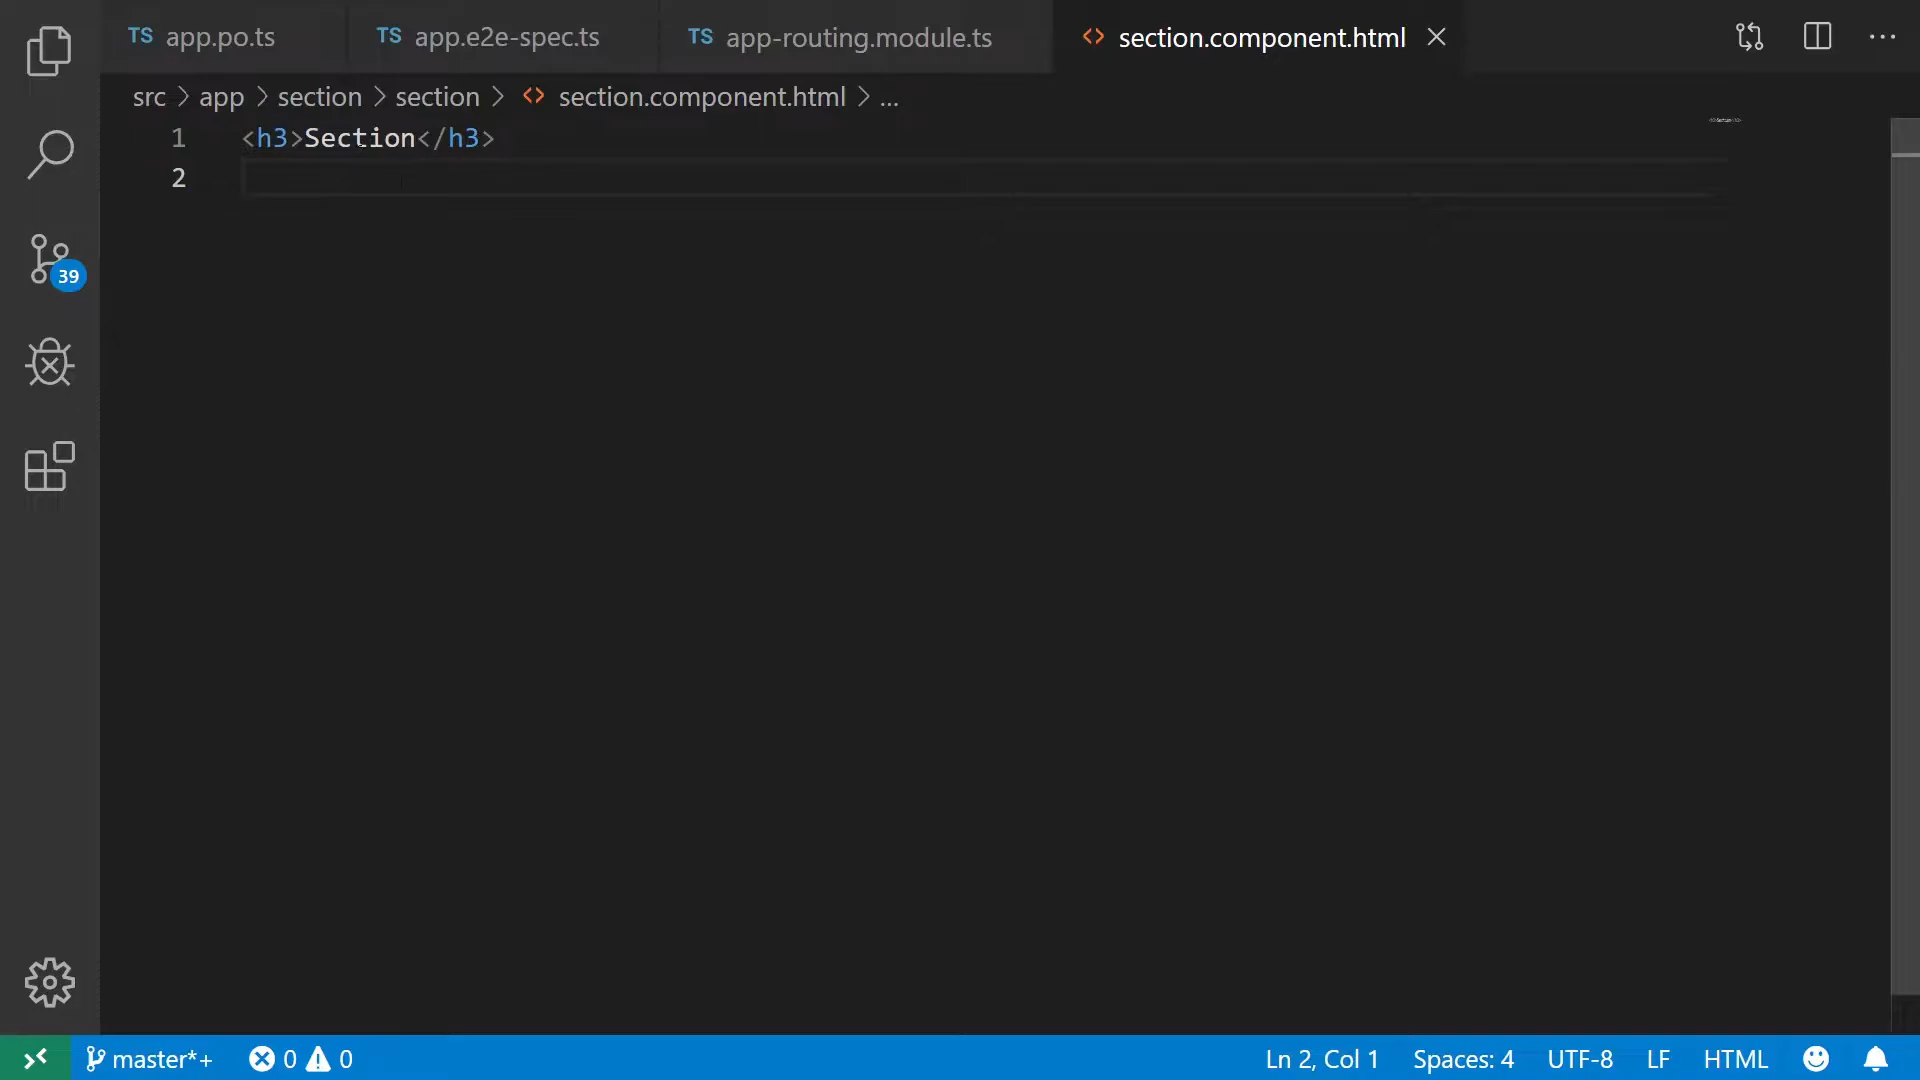 TS app.po.ts TS app.e2e-spec.ts TS app-routing.module.ts <> section.component.html
src > app > section > section > <> section.component.html > ...
1 <h3>Section</h3>
2
39
master*+ 0 0 Ln 2, Col 1 Spaces: 4 UTF-8 LF HTML